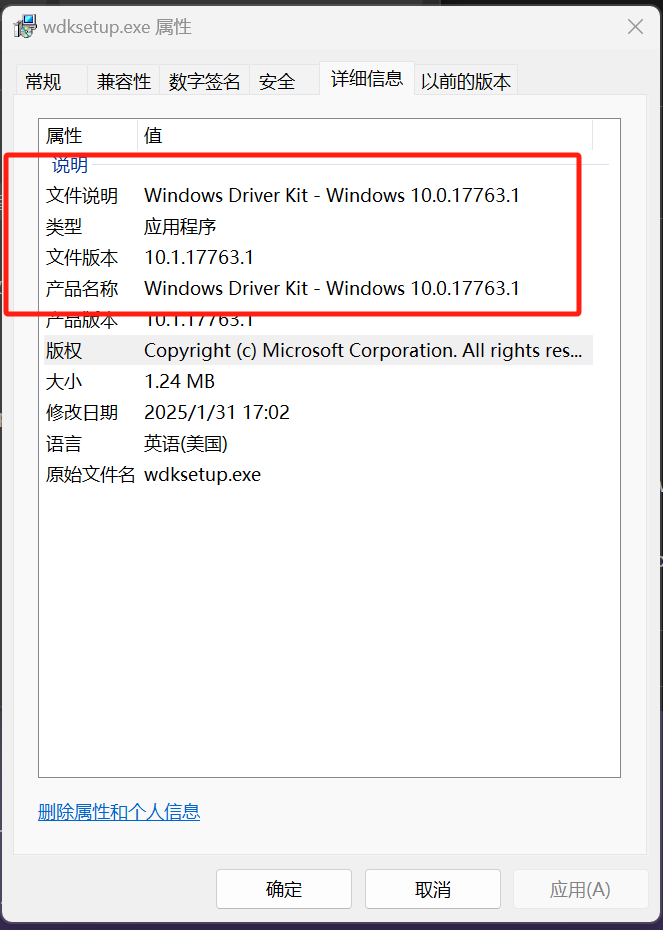 wdksetup.exe 属性
常规 兼容性 数字签名 安全 详细信息 以前的版本
属性 值
说明
文件说明 Windows Driver Kit - Windows 10.0.17763.1
类型 应用程序
文件版本 10.1.17763.1
产品名称 Windows Driver Kit - Windows 10.0.17763.1
产品版本 10.1.17763.1
版权 Copyright (c) Microsoft Corporation. All rights res...
大小 1.24 MB
修改日期 2025/1/31 17:02
语言 英语(美国)
原始文件名 wdksetup.exe
删除属性和个人信息
确定 取消 应用(A)